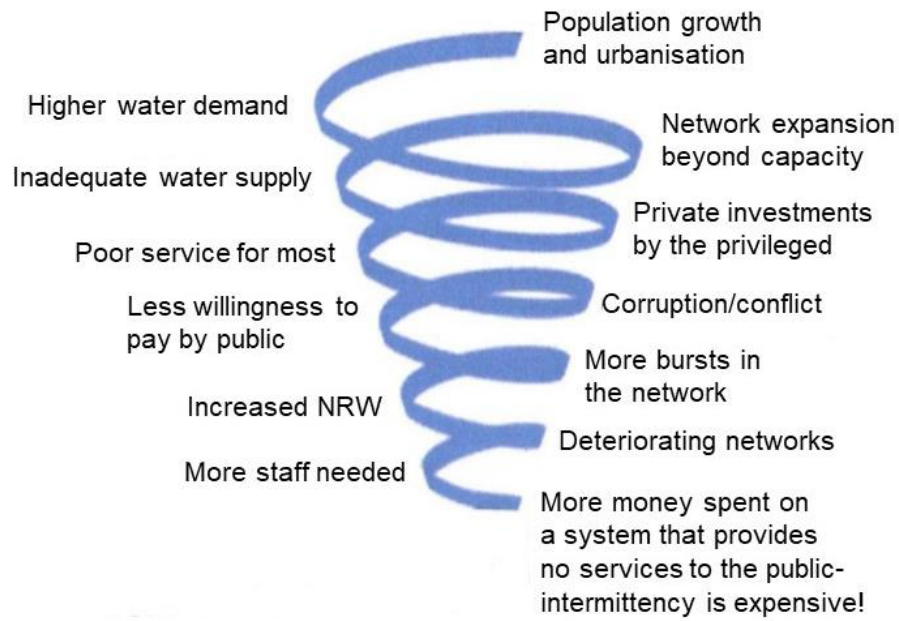 Population growth
and urbanisation
Higher water demand
Network expansion
beyond capacity
Inadequate water supply
Private investments
by the privileged
Poor service for most
Corruption/conflict
Less willingness to
pay by public
More bursts in
the network
Increased NRW
Deteriorating networks
More staff needed
More money spent on
a system that provides
no services to the public-
intermittency is expensive!